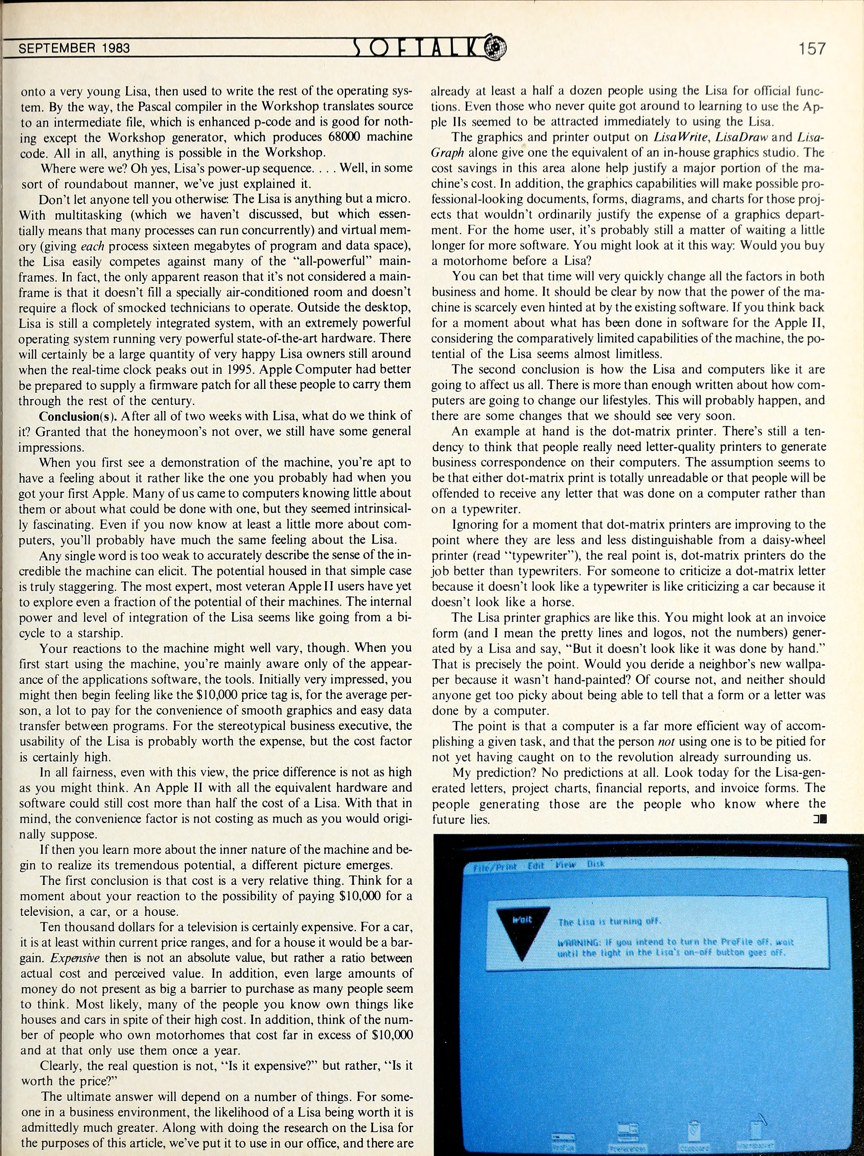 SEPTEMBER 1983
SOFTALK
157
onto a very young Lisa, then used to write the rest of the operating sys-
tem. By the way, the Pascal compiler in the Workshop translates source
to an intermediate file, which is enhanced p-code and is good for noth-
ing except the Workshop generator, which produces 68000 machine
code. All in all, anything is possible in the Workshop.
Where were we? Oh yes, Lisa's power-up sequence. . . . Well, in some
sort of roundabout manner, we've just explained it.
Don't let anyone tell you otherwise: The Lisa is anything but a micro.
With multitasking (which we haven't discussed, but which essen-
tially means that many processes can run concurrently) and virtual mem-
ory (giving each process sixteen megabytes of program and data space),
the Lisa easily competes against many of the "all-powerful" main-
frames. In fact, the only apparent reason that it's not considered a main-
frame is that it doesn't fill a specially air-conditioned room and doesn't
require a flock of smocked technicians to operate. Outside the desktop,
Lisa is still a completely integrated system, with an extremely powerful
operating system running very powerful state-of-the-art hardware. There
will certainly be a large quantity of very happy Lisa owners still around
when the real-time clock peaks out in 1995. Apple Computer had better
be prepared to supply a firmware patch for all these people to carry them
through the rest of the century.
Conclusion(s). After all of two weeks with Lisa, what do we think of
it? Granted that the honeymoon's not over, we still have some general
impressions.
When you first see a demonstration of the machine, you're apt to
have a feeling about it rather like the one you probably had when you
got your first Apple. Many of us came to computers knowing little about
them or about what could be done with one, but they seemed intrinsical-
ly fascinating. Even if you now know at least a little more about com-
puters, you'll probably have much the same feeling about the Lisa.
Any single word is too weak to accurately describe the sense of the in-
credible the machine can elicit. The potential housed in that simple case
is truly staggering. The most expert, most veteran Apple II users have yet
to explore even a fraction of the potential of their machines. The internal
power and level of integration of the Lisa seems like going from a bi-
cycle to a starship.
Your reactions to the machine might well vary, though. When you
first start using the machine, you're mainly aware only of the appear-
ance of the applications software, the tools. Initially very impressed, you
might then begin feeling like the $10,000 price tag is, for the average per-
son, a lot to pay for the convenience of smooth graphics and easy data
transfer between programs. For the stereotypical business executive, the
usability of the Lisa is probably worth the expense, but the cost factor
is certainly high.
In all fairness, even with this view, the price difference is not as high
as you might think. An Apple II with all the equivalent hardware and
software could still cost more than half the cost of a Lisa. With that in
mind, the convenience factor is not costing as much as you would origi-
nally suppose.
If then you learn more about the inner nature of the machine and be-
gin to realize its tremendous potential, a different picture emerges.
The first conclusion is that cost is a very relative thing. Think for a
moment about your reaction to the possibility of paying $10,000 for a
television, a car, or a house.
Ten thousand dollars for a television is certainly expensive. For a car,
it is at least within current price ranges, and for a house it would be a bar-
gain. Expensive then is not an absolute value, but rather a ratio between
actual cost and perceived value. In addition, even large amounts of
money do not present as big a barrier to purchase as many people seem
to think. Most likely, many of the people you know own things like
houses and cars in spite of their high cost. In addition, think of the num-
ber of people who own motorhomes that cost far in excess of $10,000
and at that only use them once a year.
Clearly, the real question is not, "Is it expensive?" but rather, "Is it
worth the price?"
The ultimate answer will depend on a number of things. For some-
one in a business environment, the likelihood of a Lisa being worth it is
admittedly much greater. Along with doing the research on the Lisa for
the purposes of this article, we've put it to use in our office, and there are
already at least a half a dozen people using the Lisa for official func-
tions. Even those who never quite got around to learning to use the Ap-
ple IIs seemed to be attracted immediately to using the Lisa.
The graphics and printer output on LisaWrite, LisaDraw and Lisa-
Graph alone give one the equivalent of an in-house graphics studio. The
cost savings in this area alone help justify a major portion of the ma-
chine's cost. In addition, the graphics capabilities will make possible pro-
fessional-looking documents, forms, diagrams, and charts for those proj-
ects that wouldn't ordinarily justify the expense of a graphics depart-
ment. For the home user, it's probably still a matter of waiting a little
longer for more software. You might look at it this way: Would you buy
a motorhome before a Lisa?
You can bet that time will very quickly change all the factors in both
business and home. It should be clear by now that the power of the ma-
chine is scarcely even hinted at by the existing software. If you think back
for a moment about what has been done in software for the Apple II,
considering the comparatively limited capabilities of the machine, the po-
tential of the Lisa seems almost limitless.
The second conclusion is how the Lisa and computers like it are
going to affect us all. There is more than enough written about how com-
puters are going to change our lifestyles. This will probably happen, and
there are some changes that we should see very soon.
An example at hand is the dot-matrix printer. There's still a ten-
dency to think that people really need letter-quality printers to generate
business correspondence on their computers. The assumption seems to
be that either dot-matrix print is totally unreadable or that people will be
offended to receive any letter that was done on a computer rather than
on a typewriter.
Ignoring for a moment that dot-matrix printers are improving to the
point where they are less and less distinguishable from a daisy-wheel
printer (read "typewriter"), the real point is, dot-matrix printers do the
job better than typewriters. For someone to criticize a dot-matrix letter
because it doesn't look like a typewriter is like criticizing a car because it
doesn't look like a horse.
The Lisa printer graphics are like this. You might look at an invoice
form (and I mean the pretty lines and logos, not the numbers) gener-
ated by a Lisa and say, "But it doesn't look like it was done by hand."
That is precisely the point. Would you deride a neighbor's new wallpa-
per because it wasn't hand-painted? Of course not, and neither should
anyone get too picky about being able to tell that a form or a letter was
done by a computer.
The point is that a computer is a far more efficient way of accom-
plishing a given task, and that the person not using one is to be pitied for
not yet having caught on to the revolution already surrounding us.
My prediction? No predictions at all. Look today for the Lisa-gen-
erated letters, project charts, financial reports, and invoice forms. The
people generating those are the people who know where the
future lies.
File/Print Edit View Disk
Wait
The Lisa is turning off.
WARNING: If you intend to turn the ProFile off, wait
until the light in the Lisa's on-off button goes off.
Preferences
Clipboard